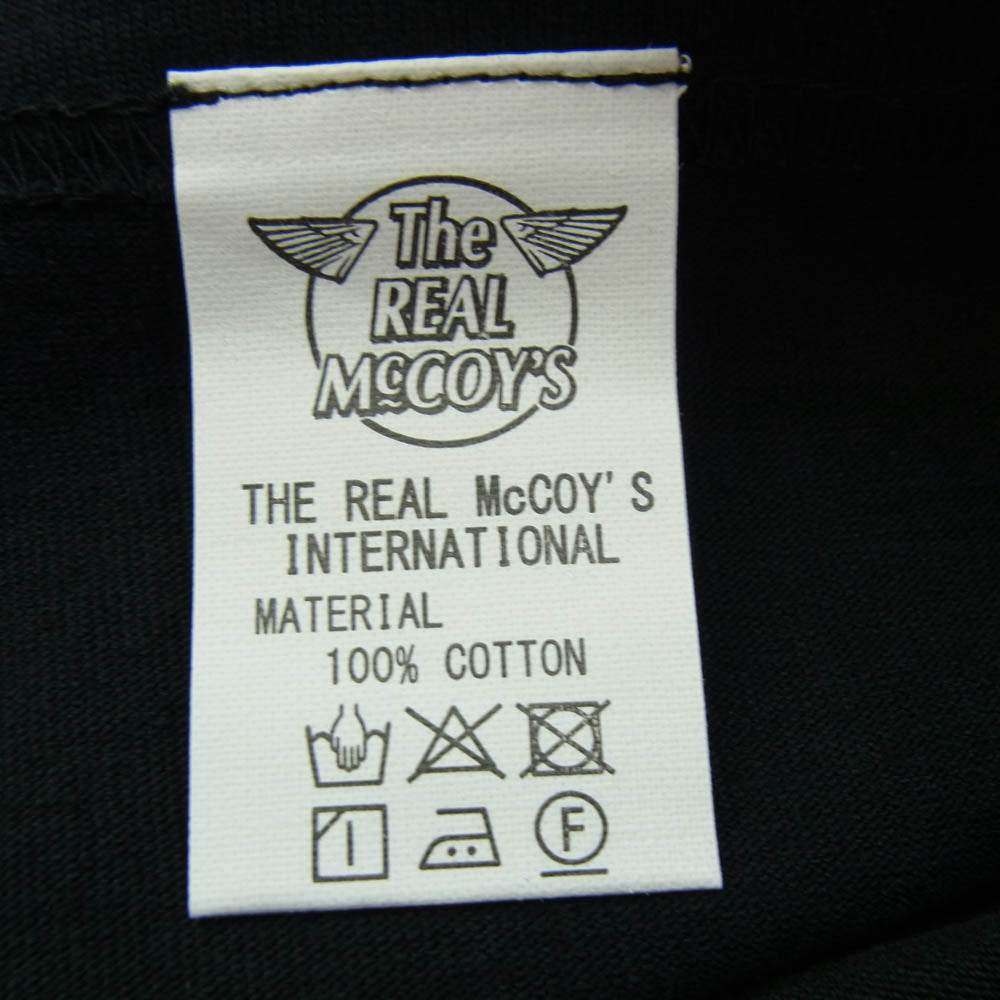 The
REAL
McCOY'S
THE REAL McCOY'S
INTERNATIONAL
MATERIAL
100% COTTON
F